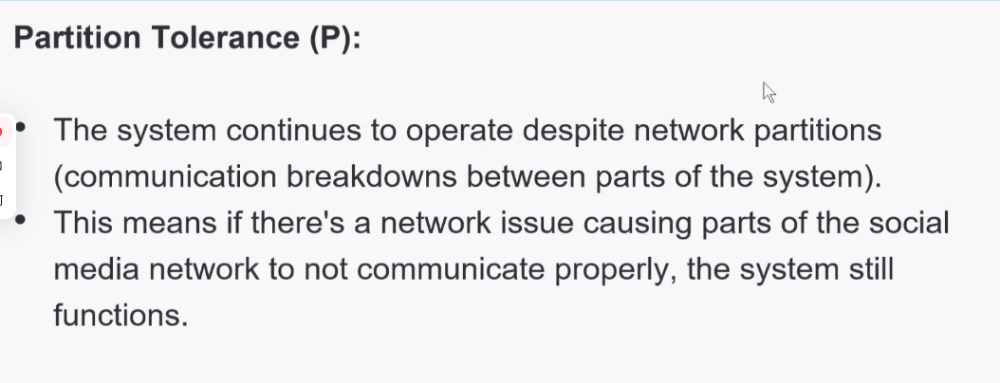 Partition Tolerance (P):
• The system continues to operate despite network partitions
(communication breakdowns between parts of the system).
• This means if there's a network issue causing parts of the social
media network to not communicate properly, the system still
functions.